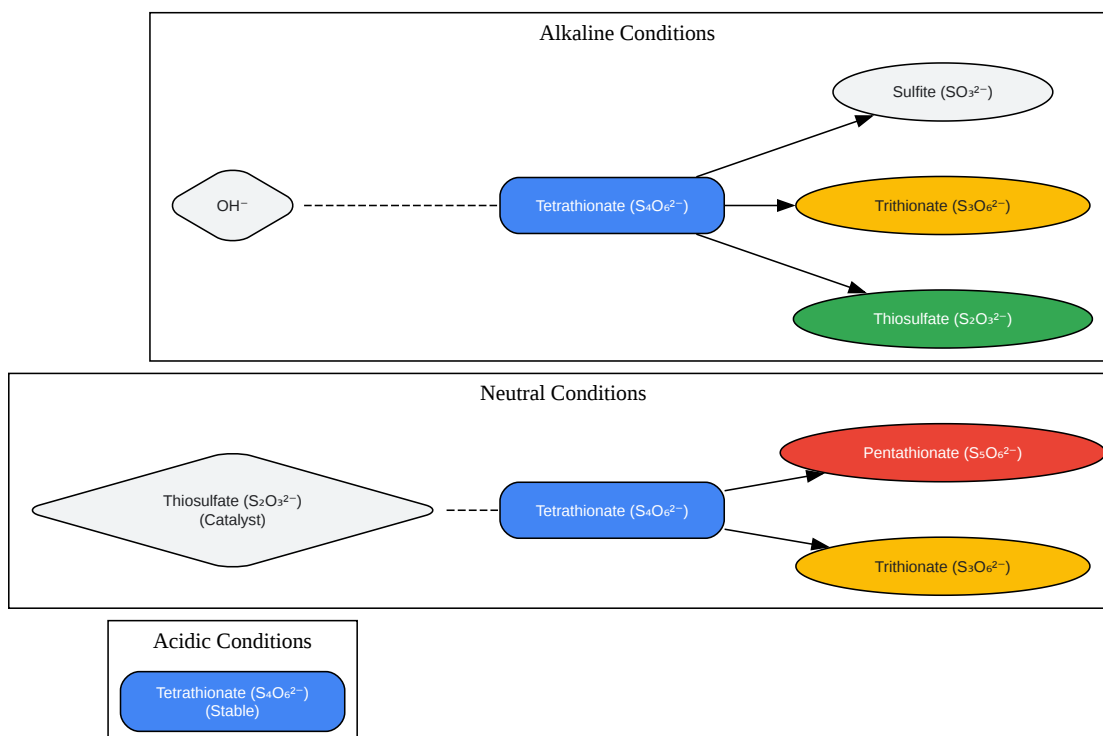 Alkaline Conditions
Sulfite (SO₃²⁻)
OH⁻
Tetrathionate (S₄O₆²⁻)
Trithionate (S₃O₆²⁻)
Thiosulfate (S₂O₃²⁻)
Neutral Conditions
Pentathionate (S₅O₆²⁻)
Thiosulfate (S₂O₃²⁻)
(Catalyst)
Tetrathionate (S₄O₆²⁻)
Trithionate (S₃O₆²⁻)
Acidic Conditions
Tetrathionate (S₄O₆²⁻)
(Stable)